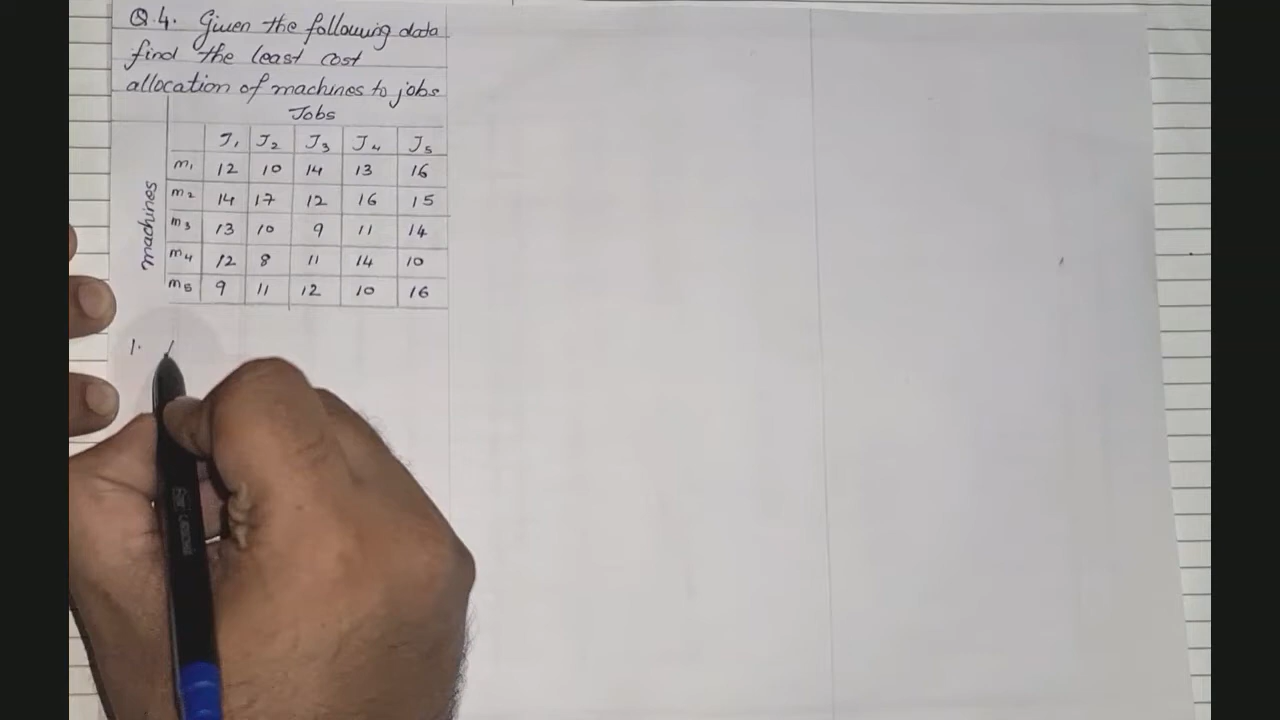 Q.4. Given the following data
find the least cost
allocation of machines to jobs
Jobs
J1 J2 J3 J4 J5
machines
m1 12 10 14 13 16
m2 14 17 12 16 15
m3 13 10 9 11 14
m4 12 8 11 14 10
m5 9 11 12 10 16
1.